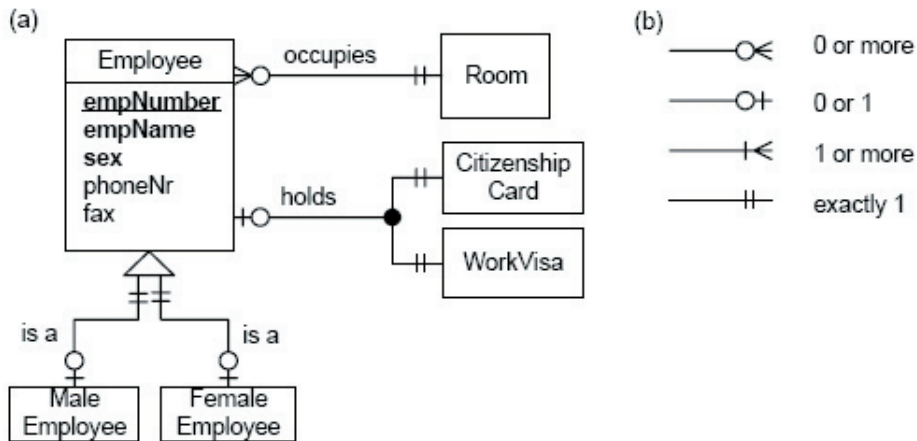 (a)
Employee
empNumber
empName
sex
phoneNr
fax
occupies
Room
holds
Citizenship
Card
WorkVisa
is a
is a
Male
Employee
Female
Employee
(b)
0 or more
0 or 1
1 or more
exactly 1